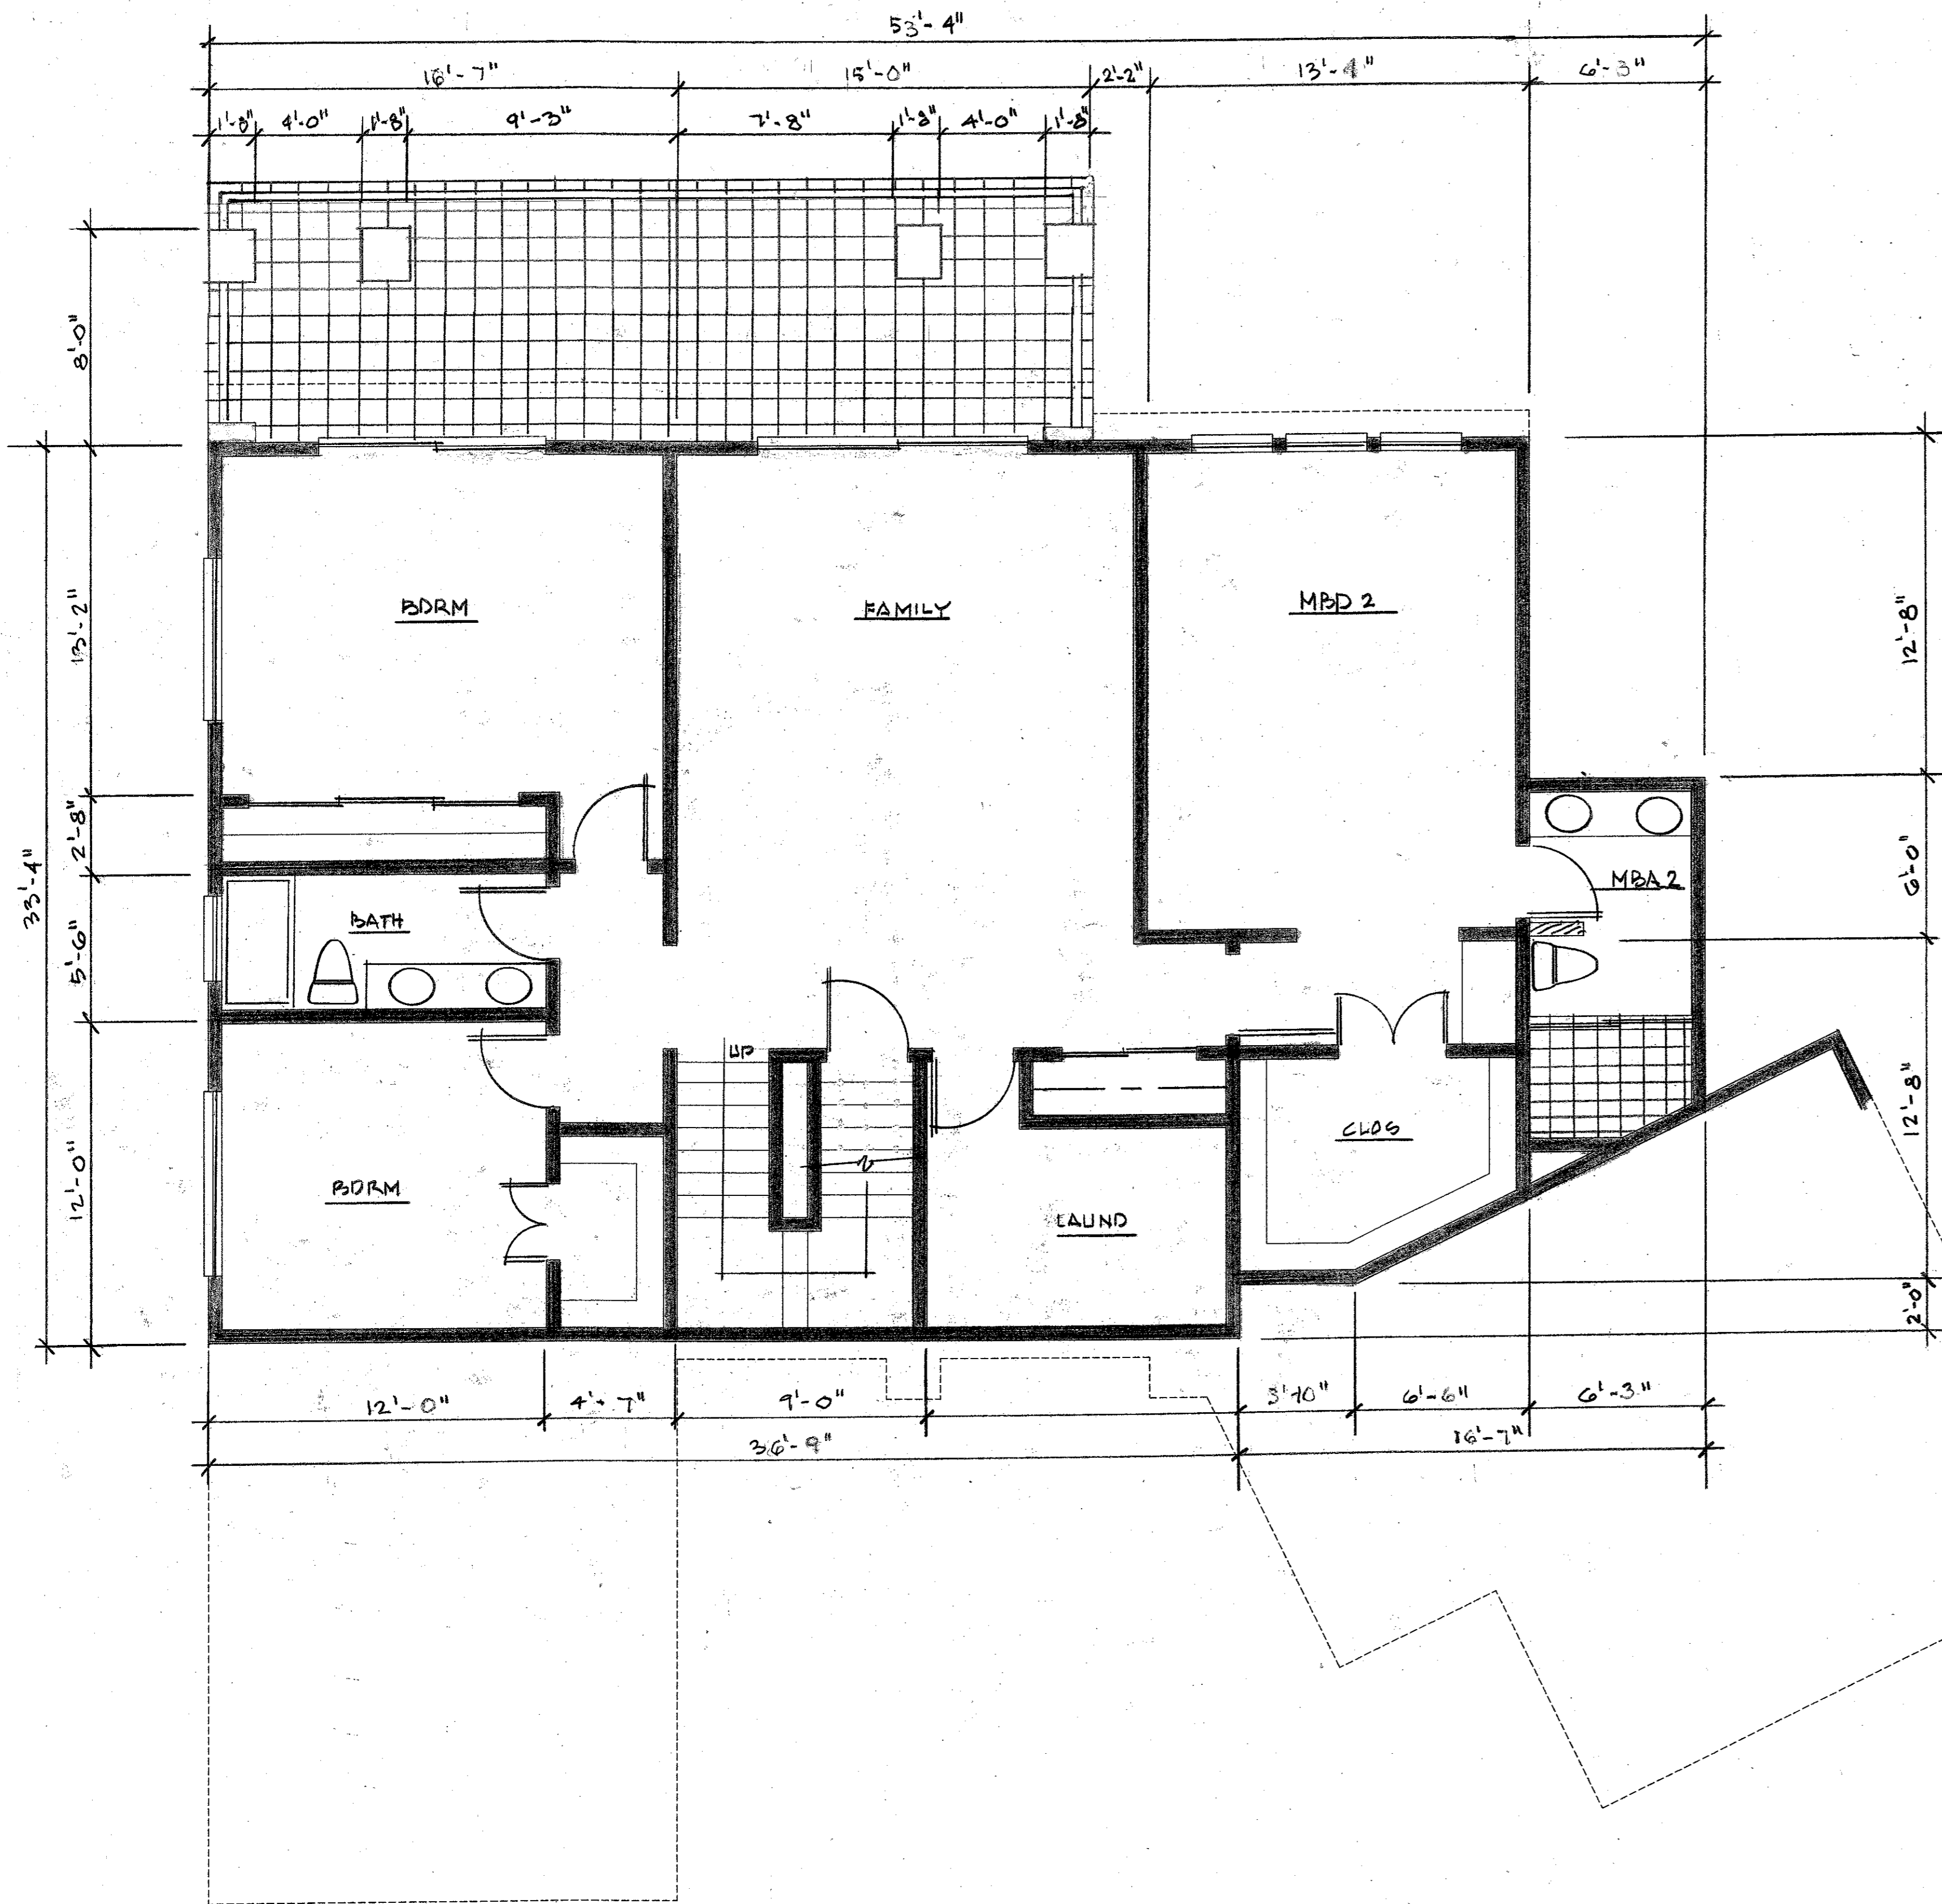 53'-4"
16'-7" 15'-0" 2'-2" 13'-4" 6'-3"
1'-8" 4'-0" 1'-8" 9'-3" 7'-8" 1'-8" 4'-0" 1'-8"
8'-0"
13'-2"
2'-8"
33'-4"
5'-6"
12'-0"
BDRM
FAMILY
MBD 2
12'-8"
6'-0"
MBA 2
BATH
UP
12'-8"
CLOS
BDRM
LAUND
2'-0"
12'-0" 4'-7" 9'-0" 3'10" 6'-6" 6'-3"
36'-9" 16'-7"